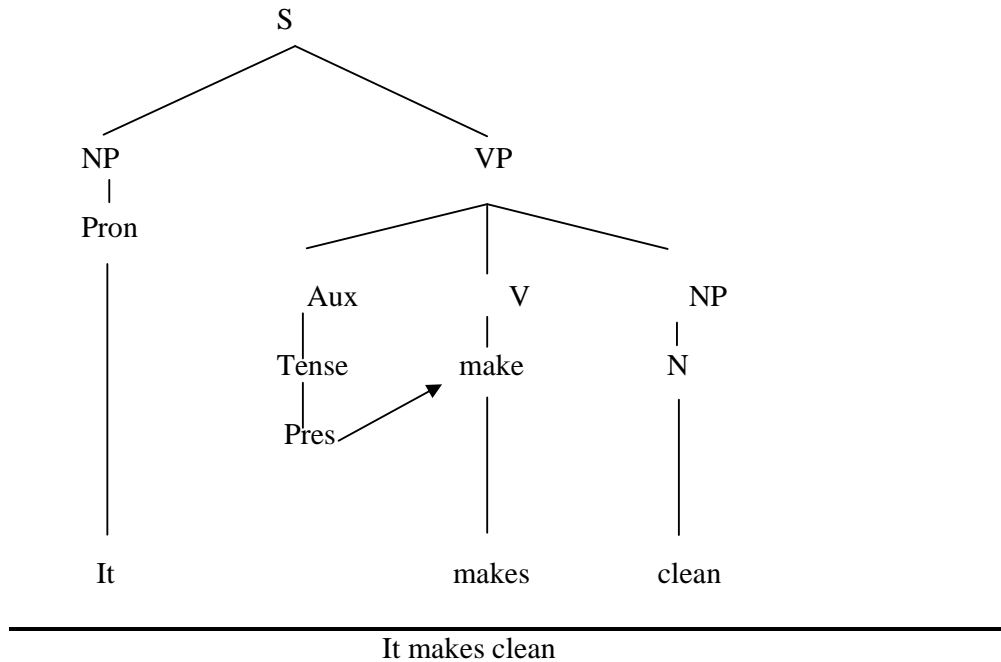 S
NP VP
Pron
Aux V NP
Tense make N
Pres
It makes clean
It makes clean